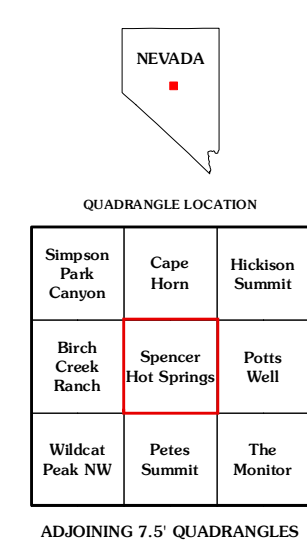 NEVADA
QUADRANGLE LOCATION
Simpson
Park
Canyon
Cape
Horn
Hickison
Summit
Birch
Creek
Ranch
Spencer
Hot Springs
Potts
Well
Wildcat
Peak NW
Petes
Summit
The
Monitor
ADJOINING 7.5' QUADRANGLES